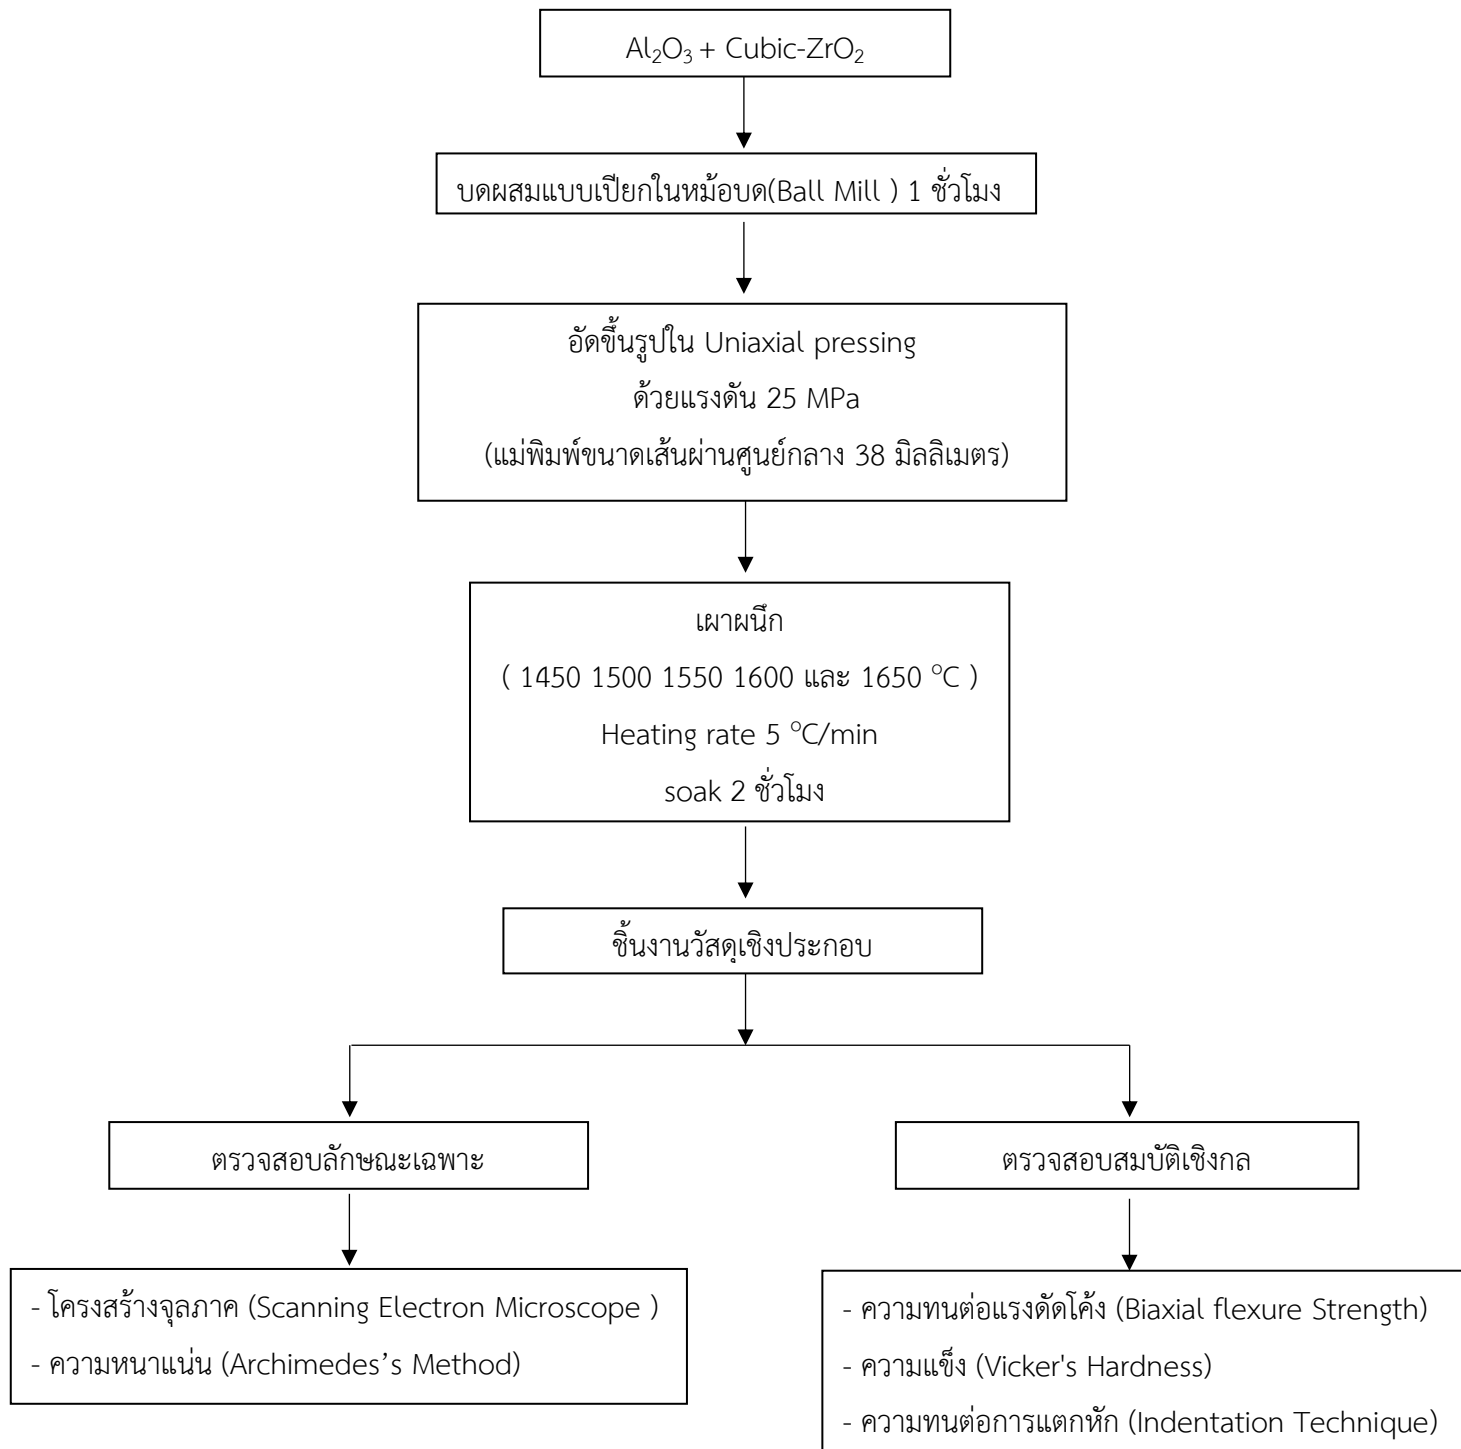 Al₂O₃ + Cubic-ZrO₂
บดผสมแบบเปียกในหม้อบด(Ball Mill ) 1 ชั่วโมง
อัดขึ้นรูปใน Uniaxial pressing
ด้วยแรงดัน 25 MPa
(แม่พิมพ์ขนาดเส้นผ่านศูนย์กลาง 38 มิลลิเมตร)
เผาผนึก
( 1450 1500 1550 1600 และ 1650 °C )
Heating rate 5 °C/min
soak 2 ชั่วโมง
ชิ้นงานวัสดุเชิงประกอบ
ตรวจสอบลักษณะเฉพาะ
ตรวจสอบสมบัติเชิงกล
- โครงสร้างจุลภาค (Scanning Electron Microscope )
- ความหนาแน่น (Archimedes’s Method)
- ความทนต่อแรงดัดโค้ง (Biaxial flexure Strength)
- ความแข็ง (Vicker's Hardness)
- ความทนต่อการแตกหัก (Indentation Technique)